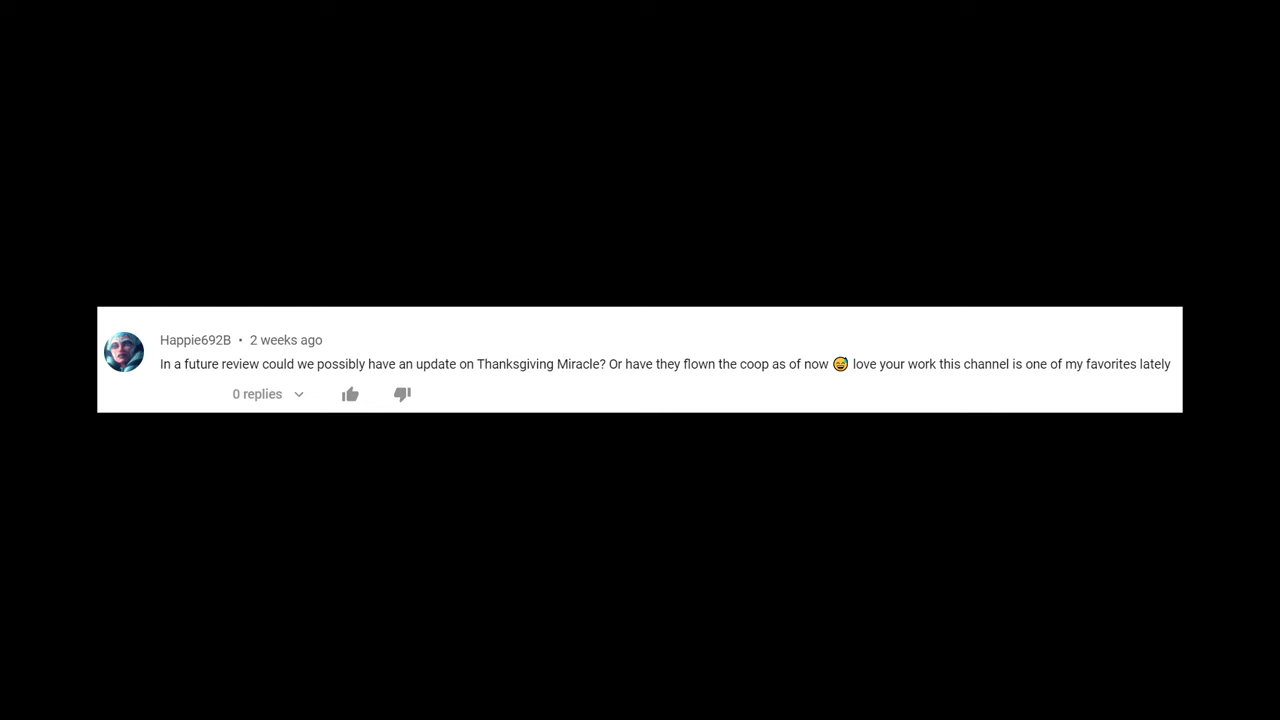 Happie692B • 2 weeks ago
In a future review could we possibly have an update on Thanksgiving Miracle? Or have they flown the coop as of now 😅 love your work this channel is one of my favorites lately
0 replies